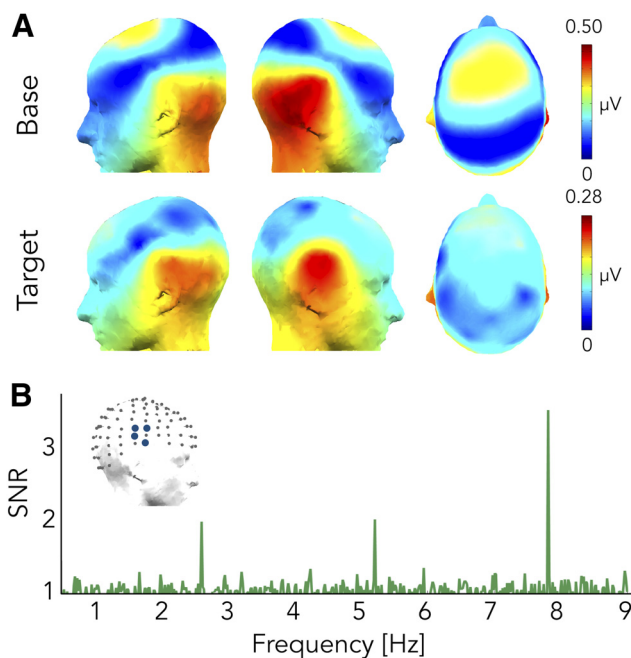 A
Base
0.50
µV
0
Target
0.28
µV
0
B
SNR
3
2
1
1 2 3 4 5 6 7 8 9
Frequency [Hz]